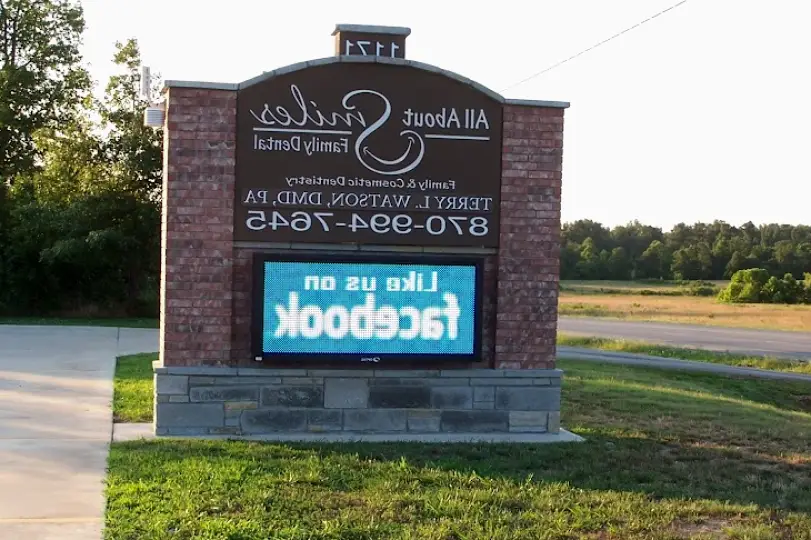 1171
All About Smiles
Family Dental
Family & Cosmetic Dentistry
TERRY L. WATSON, DMD, PA
870-994-7645
Like us on
facebook